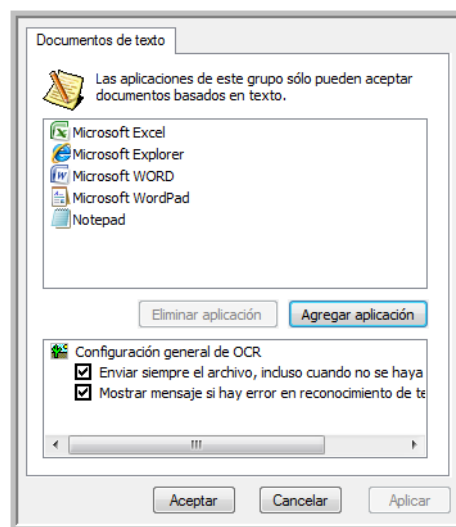 Documentos de texto
Las aplicaciones de este grupo sólo pueden aceptar
documentos basados en texto.
Microsoft Excel
Microsoft Explorer
Microsoft WORD
Microsoft WordPad
Notepad
Eliminar aplicación Agregar aplicación
Configuración general de OCR
Enviar siempre el archivo, incluso cuando no se haya
Mostrar mensaje si hay error en reconocimiento de te
Aceptar Cancelar Aplicar